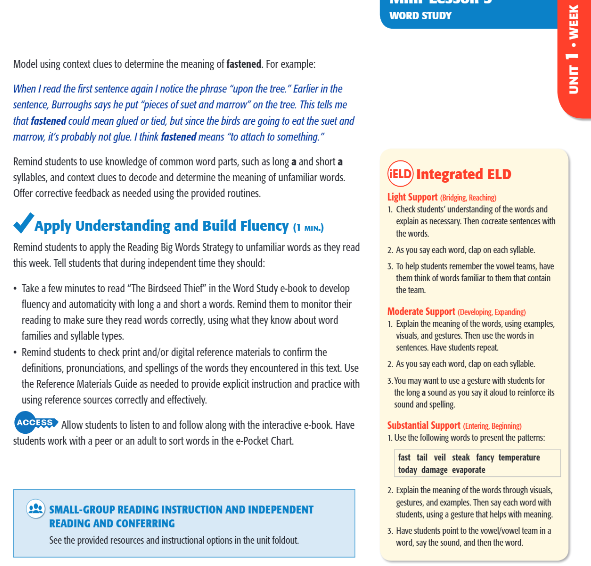 Mini-Lesson 3
WORD STUDY
UNIT 1 • WEEK
Model using context clues to determine the meaning of fastened. For example:
When I read the first sentence again I notice the phrase “upon the tree.” Earlier in the
sentence, Burroughs says he put “pieces of suet and marrow” on the tree. This tells me
that fastened could mean glued or tied, but since the birds are going to eat the suet and
marrow, it’s probably not glue. I think fastened means “to attach to something.”
Remind students to use knowledge of common word parts, such as long a and short a
syllables, and context clues to decode and determine the meaning of unfamiliar words.
Offer corrective feedback as needed using the provided routines.
Apply Understanding and Build Fluency (1 MIN.)
Remind students to apply the Reading Big Words Strategy to unfamiliar words as they read
this week. Tell students that during independent time they should:
• Take a few minutes to read “The Birdseed Thief” in the Word Study e-book to develop
fluency and automaticity with long a and short a words. Remind them to monitor their
reading to make sure they read words correctly, using what they know about word
families and syllable types.
• Remind students to check print and/or digital reference materials to confirm the
definitions, pronunciations, and spellings of the words they encountered in this text. Use
the Reference Materials Guide as needed to provide explicit instruction and practice with
using reference sources correctly and effectively.
ACCESS Allow students to listen to and follow along with the interactive e-book. Have
students work with a peer or an adult to sort words in the e-Pocket Chart.
SMALL-GROUP READING INSTRUCTION AND INDEPENDENT
READING AND CONFERRING
See the provided resources and instructional options in the unit foldout.
iELD Integrated ELD
Light Support (Bridging, Reaching)
1. Check students’ understanding of the words and
explain as necessary. Then cocreate sentences with
the words.
2. As you say each word, clap on each syllable.
3. To help students remember the vowel teams, have
them think of words familiar to them that contain
the team.
Moderate Support (Developing, Expanding)
1. Explain the meaning of the words, using examples,
visuals, and gestures. Then use the words in
sentences. Have students repeat.
2. As you say each word, clap on each syllable.
3. You may want to use a gesture with students for
the long a sound as you say it aloud to reinforce its
sound and spelling.
Substantial Support (Entering, Beginning)
1. Use the following words to present the patterns:
fast tail veil steak fancy temperature
today damage evaporate
2. Explain the meaning of the words through visuals,
gestures, and examples. Then say each word with
students, using a gesture that helps with meaning.
3. Have students point to the vowel/vowel team in a
word, say the sound, and then the word.